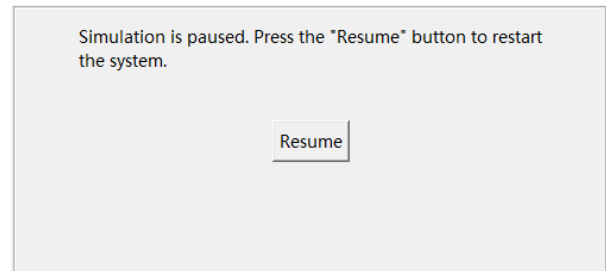 Simulation is paused. Press the "Resume" button to restart
the system.
Resume